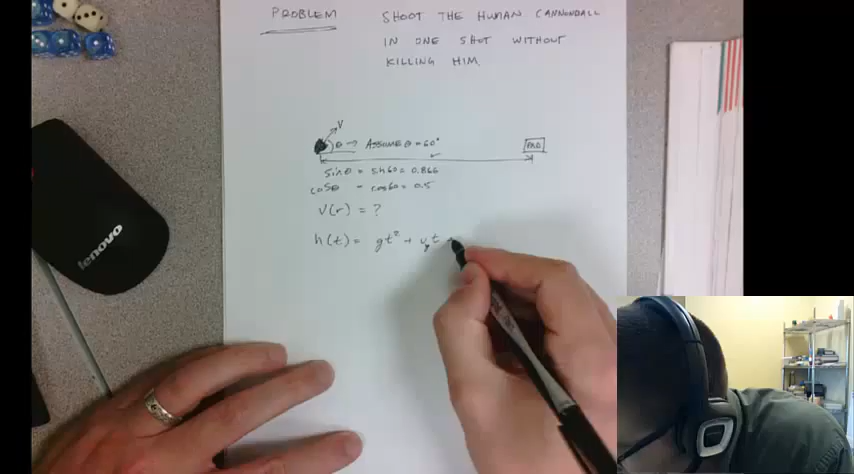 PROBLEM SHOOT THE HUMAN CANNONBALL
IN ONE SHOT WITHOUT
KILLING HIM.
V
θ → ASSUME θ = 60°
PAD
r
sinθ = sin60 = 0.866
cosθ = cos60 = 0.5
V(r) = ?
h(t) = gt² + vyt +
lenovo